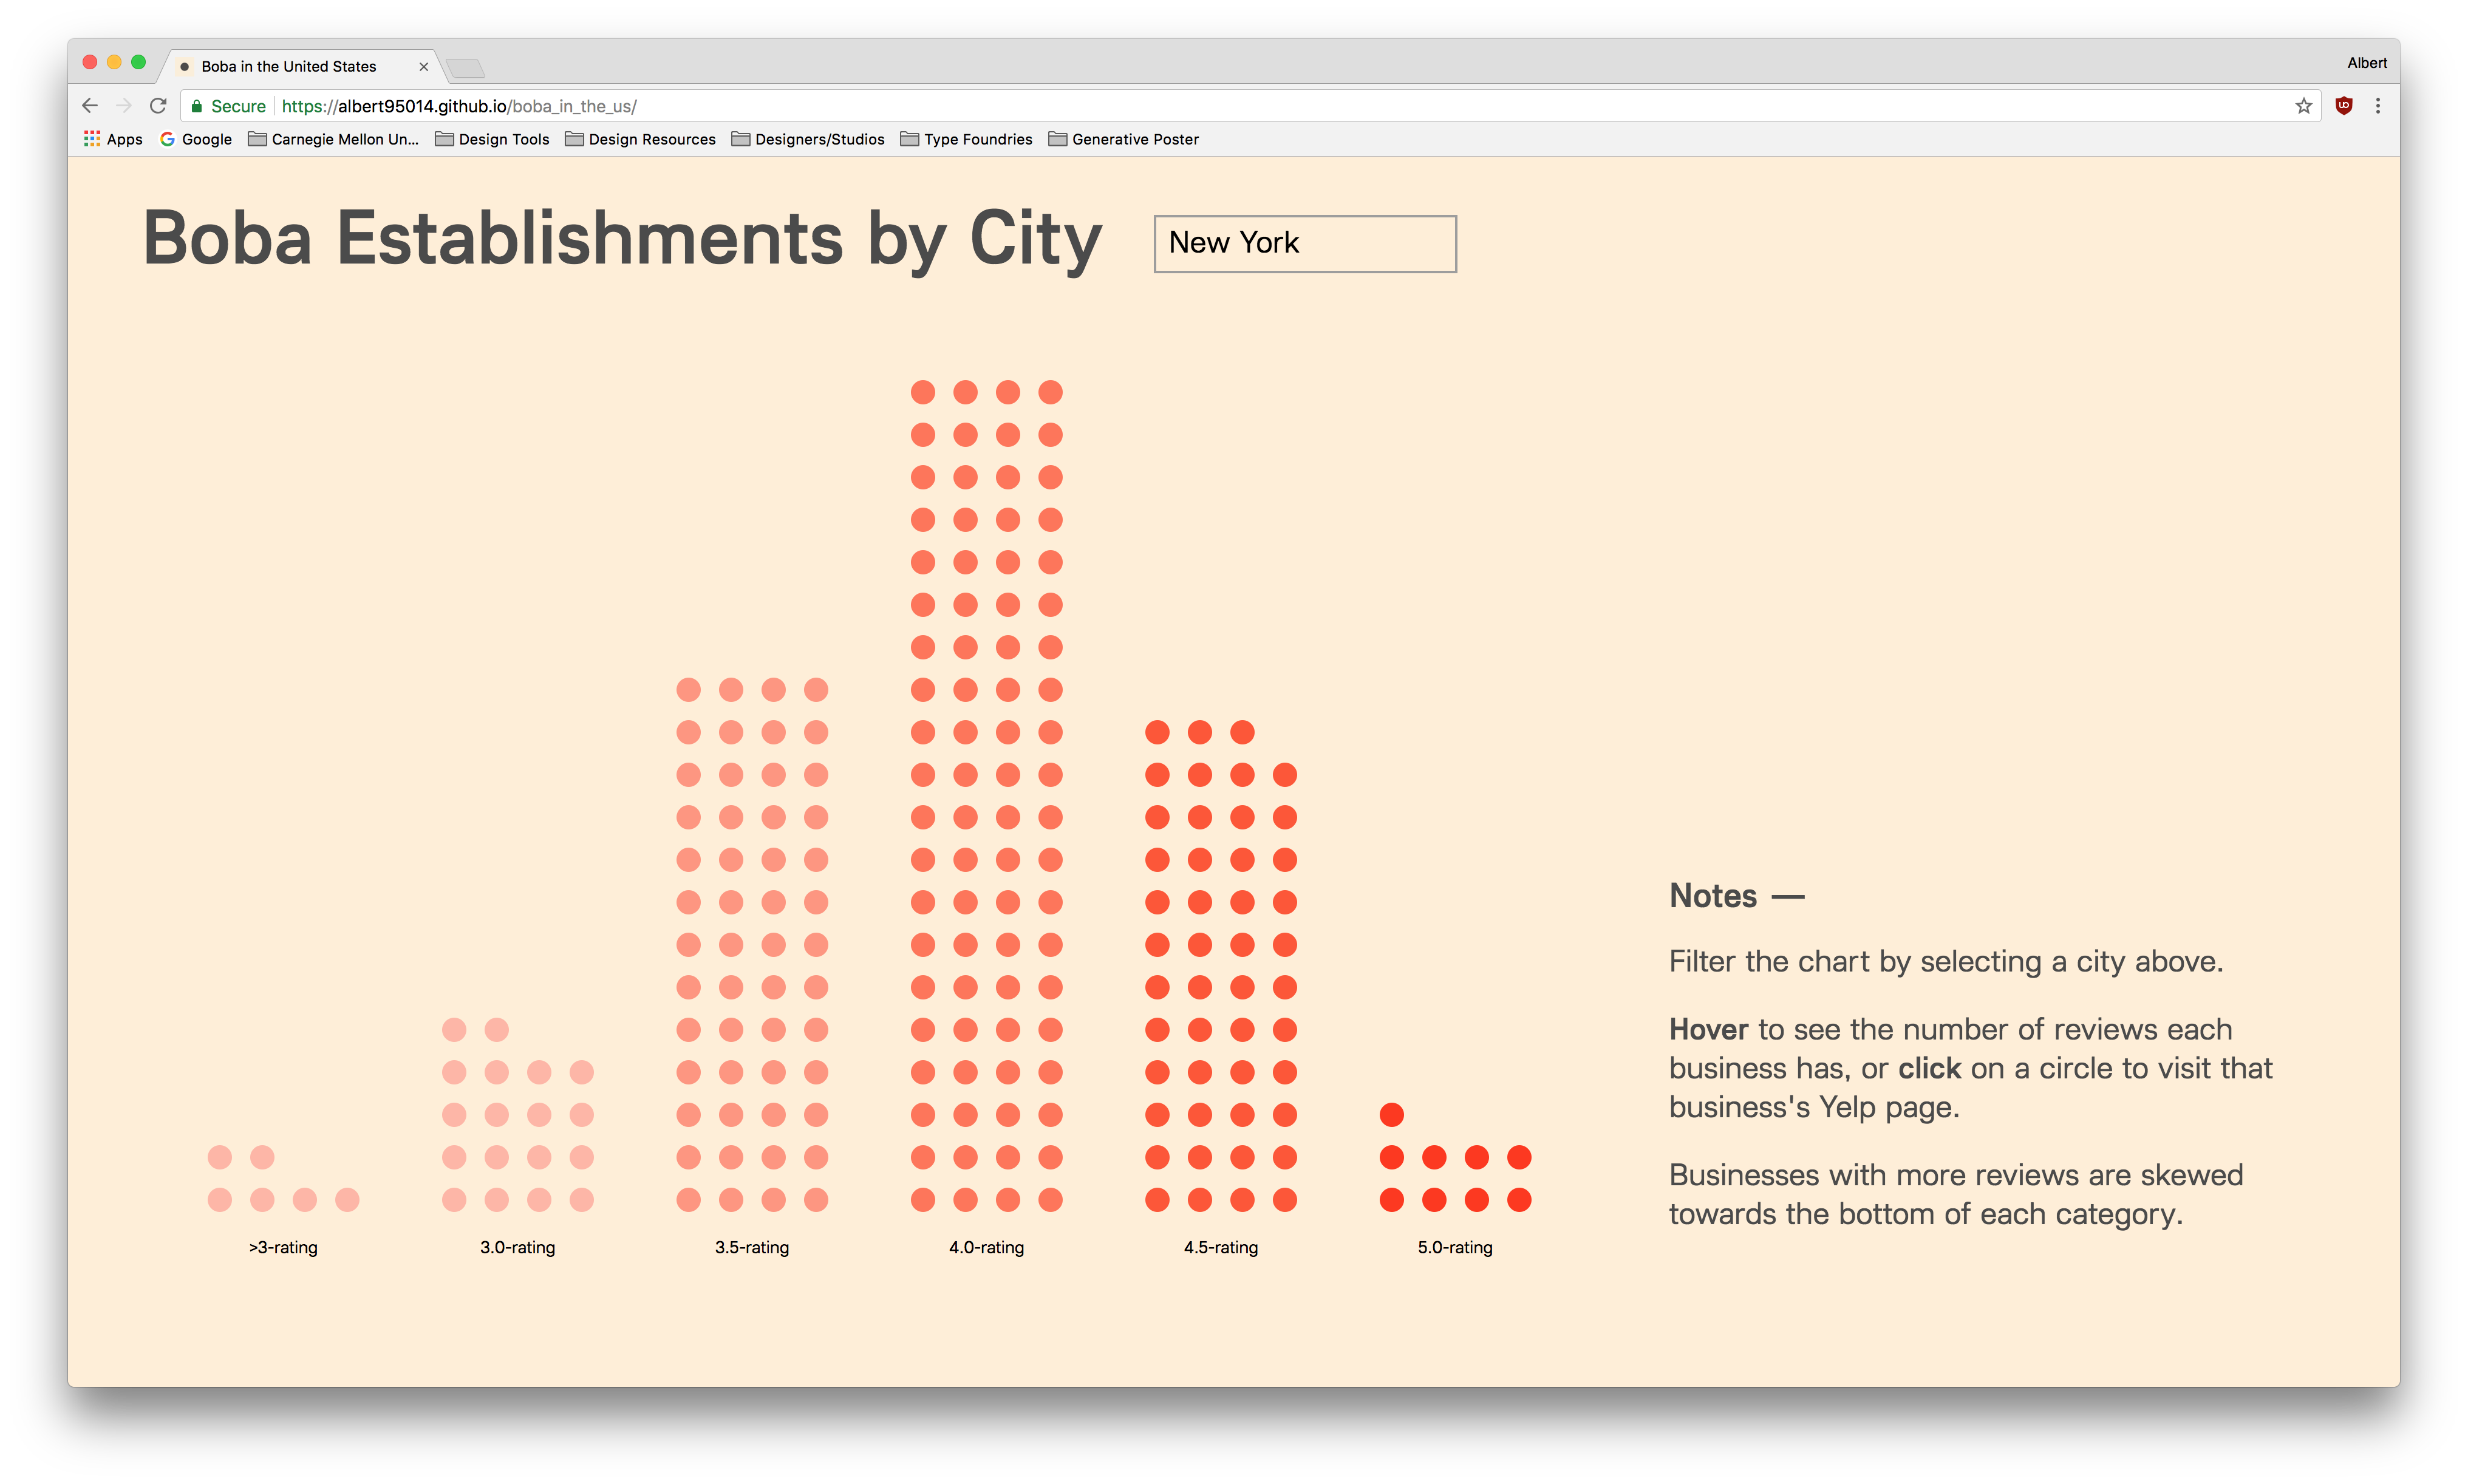 Boba in the United States
Albert
Secure https://albert95014.github.io/boba_in_the_us/
Apps Google Carnegie Mellon Un... Design Tools Design Resources Designers/Studios Type Foundries Generative Poster
Boba Establishments by City New York
Notes —
Filter the chart by selecting a city above.
Hover to see the number of reviews each
business has, or click on a circle to visit that
business's Yelp page.
Businesses with more reviews are skewed
towards the bottom of each category.
>3-rating 3.0-rating 3.5-rating 4.0-rating 4.5-rating 5.0-rating